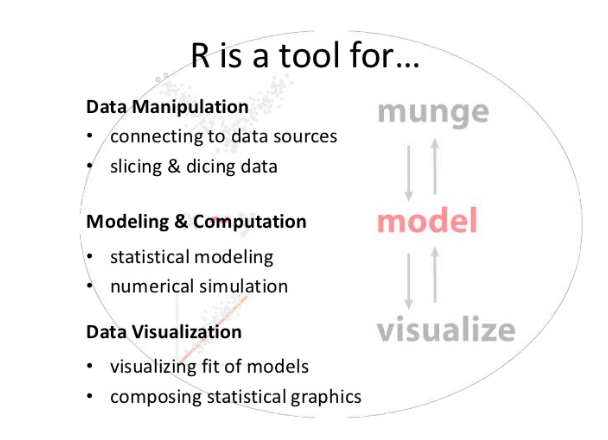 R is a tool for…
Data Manipulation
• connecting to data sources
• slicing & dicing data
munge
Modeling & Computation
• statistical modeling
• numerical simulation
model
Data Visualization
• visualizing fit of models
• composing statistical graphics
visualize